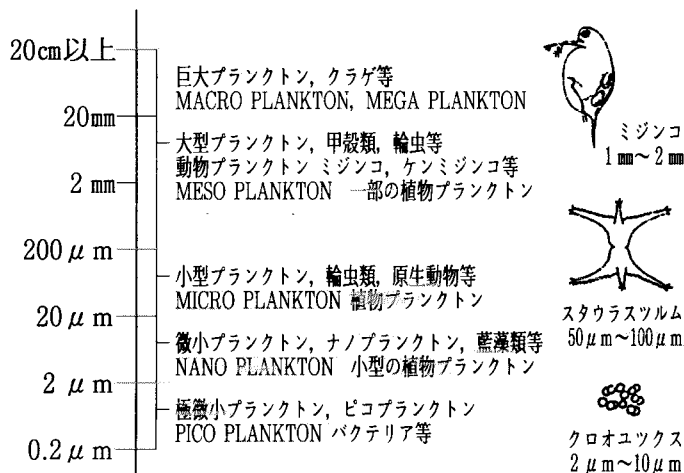 20cm以上
巨大プランクトン, クラゲ等
MACRO PLANKTON, MEGA PLANKTON
20mm
大型プランクトン, 甲殻類, 輪虫等
動物プランクトン ミジンコ, ケンミジンコ等
2 mm
MESO PLANKTON 一部の植物プランクトン
ミジンコ
1 mm～2 mm
200μm
小型プランクトン, 輪虫類, 原生動物等
MICRO PLANKTON 植物プランクトン
20μm
スタウラスツルム
50μm～100μm
微小プランクトン, ナノプランクトン, 藍藻類等
NANO PLANKTON 小型の植物プランクトン
2 μm
極微小プランクトン, ピコプランクトン
PICO PLANKTON バクテリア等
0.2μm
クロオユックス
2μm～10μm